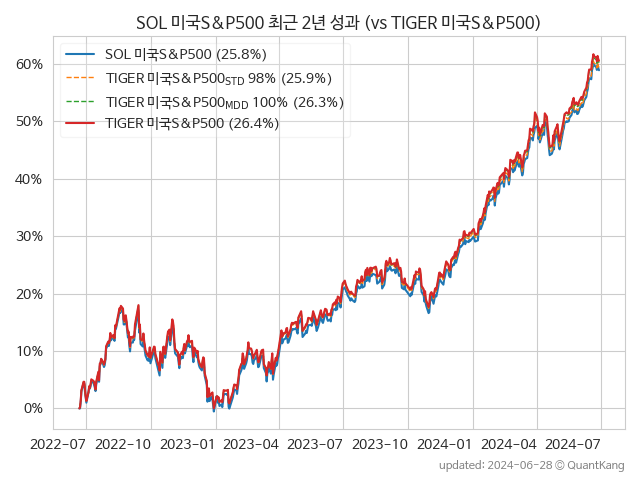 SOL 미국S&P500 최근 2년 성과 (vs TIGER 미국S&P500)
SOL 미국S&P500 (25.8%)
TIGER 미국S&P500STD 98% (25.9%)
TIGER 미국S&P500MDD 100% (26.3%)
TIGER 미국S&P500 (26.4%)
60%
50%
40%
30%
20%
10%
0%
2022-07 2022-10 2023-01 2023-04 2023-07 2023-10 2024-01 2024-04 2024-07
updated: 2024-06-28 © QuantKang